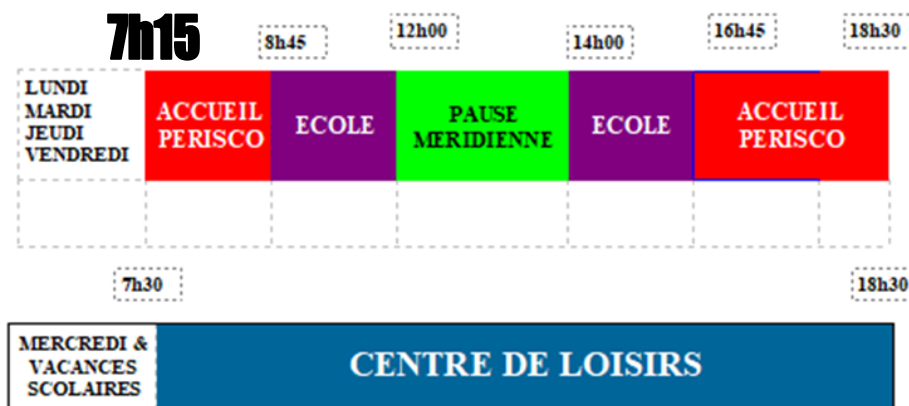 7h15
8h45
12h00
14h00
16h45
18h30
LUNDI
MARDI
JEUDI
VENDREDI
ACCUEIL
PERISCO
ECOLE
PAUSE
MERIDIENNE
ECOLE
ACCUEIL
PERISCO
7h30
18h30
MERCREDI &
VACANCES
SCOLAIRES
CENTRE DE LOISIRS